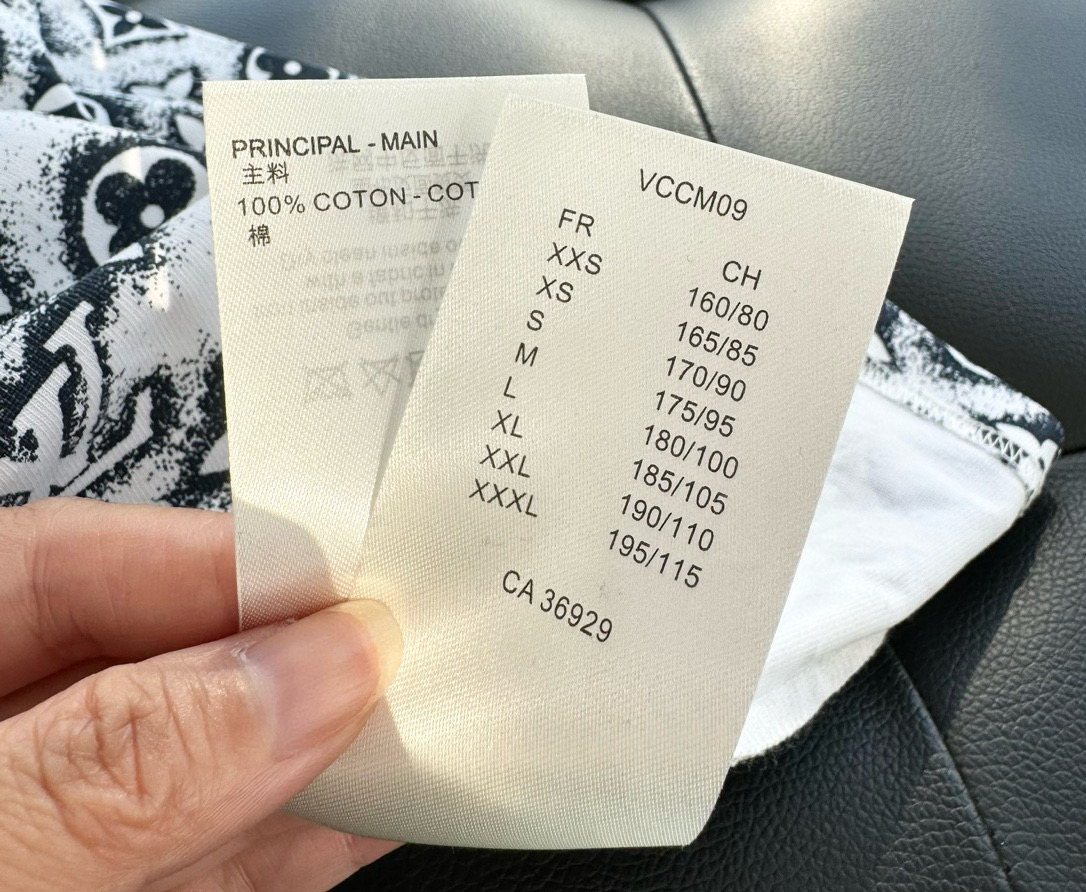 PRINCIPAL - MAIN
主料
100% COTON - COT
棉
VCCM09
FR CH
XXS 160/80
XS 165/85
S 170/90
M 175/95
L 180/100
XL 185/105
XXL 190/110
XXXL 195/115
CA 36929